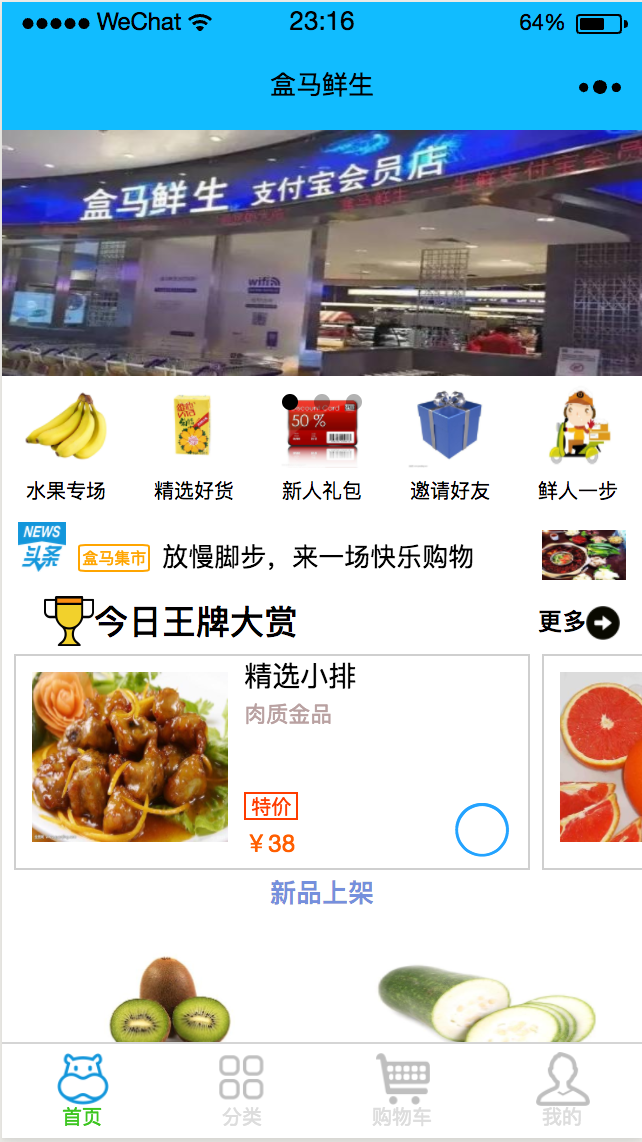 ●●●●● WeChat 23:16 64%
盒马鲜生
盒马鲜生 支付宝会员店
wifi
Discount Card
50 %
水果专场 精选好货 新人礼包 邀请好友 鲜人一步
NEWS
头条
盒马集市 放慢脚步，来一场快乐购物
今日王牌大赏 更多
精选小排
肉质金品
特价
￥38
新品上架
首页 分类 购物车 我的